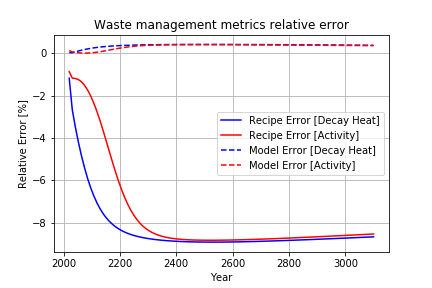 Waste management metrics relative error
Relative Error [%]
0
−2
−4
−6
−8
Recipe Error [Decay Heat]
Recipe Error [Activity]
Model Error [Decay Heat]
Model Error [Activity]
2000 2200 2400 2600 2800 3000
Year